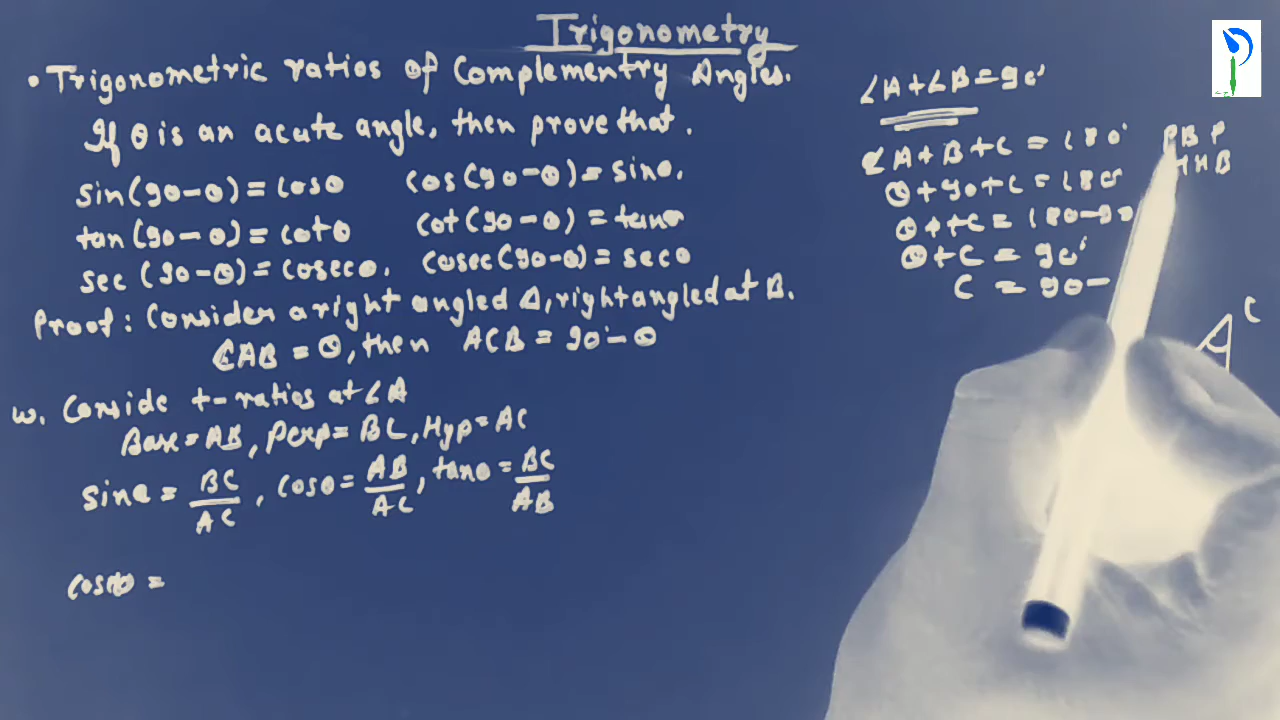 Trigonometry
• Trigonometric ratios of Complementry Angles.
If θ is an acute angle, then prove that.
sin(90-θ) = cosθ cos(90-θ) = sinθ.
tan(90-θ) = cotθ cot(90-θ) = tanθ
sec(90-θ) = cosecθ. cosec(90-θ) = secθ
Proof: Consider a right angled Δ, right angled at B.
CAB = θ, then ACB = 90° - θ
w. Conside t- ratios at ∠A
Base = AB, Perp = BC, Hyp = AC
sinθ = BC/AC, cosθ = AB/AC, tanθ = BC/AB
∠A+∠B=90°
∠A+B+C = 180°
θ+90+C = 180
θ++C = 180-90
θ+C = 90°
C = 90-
PBP
HHB
C